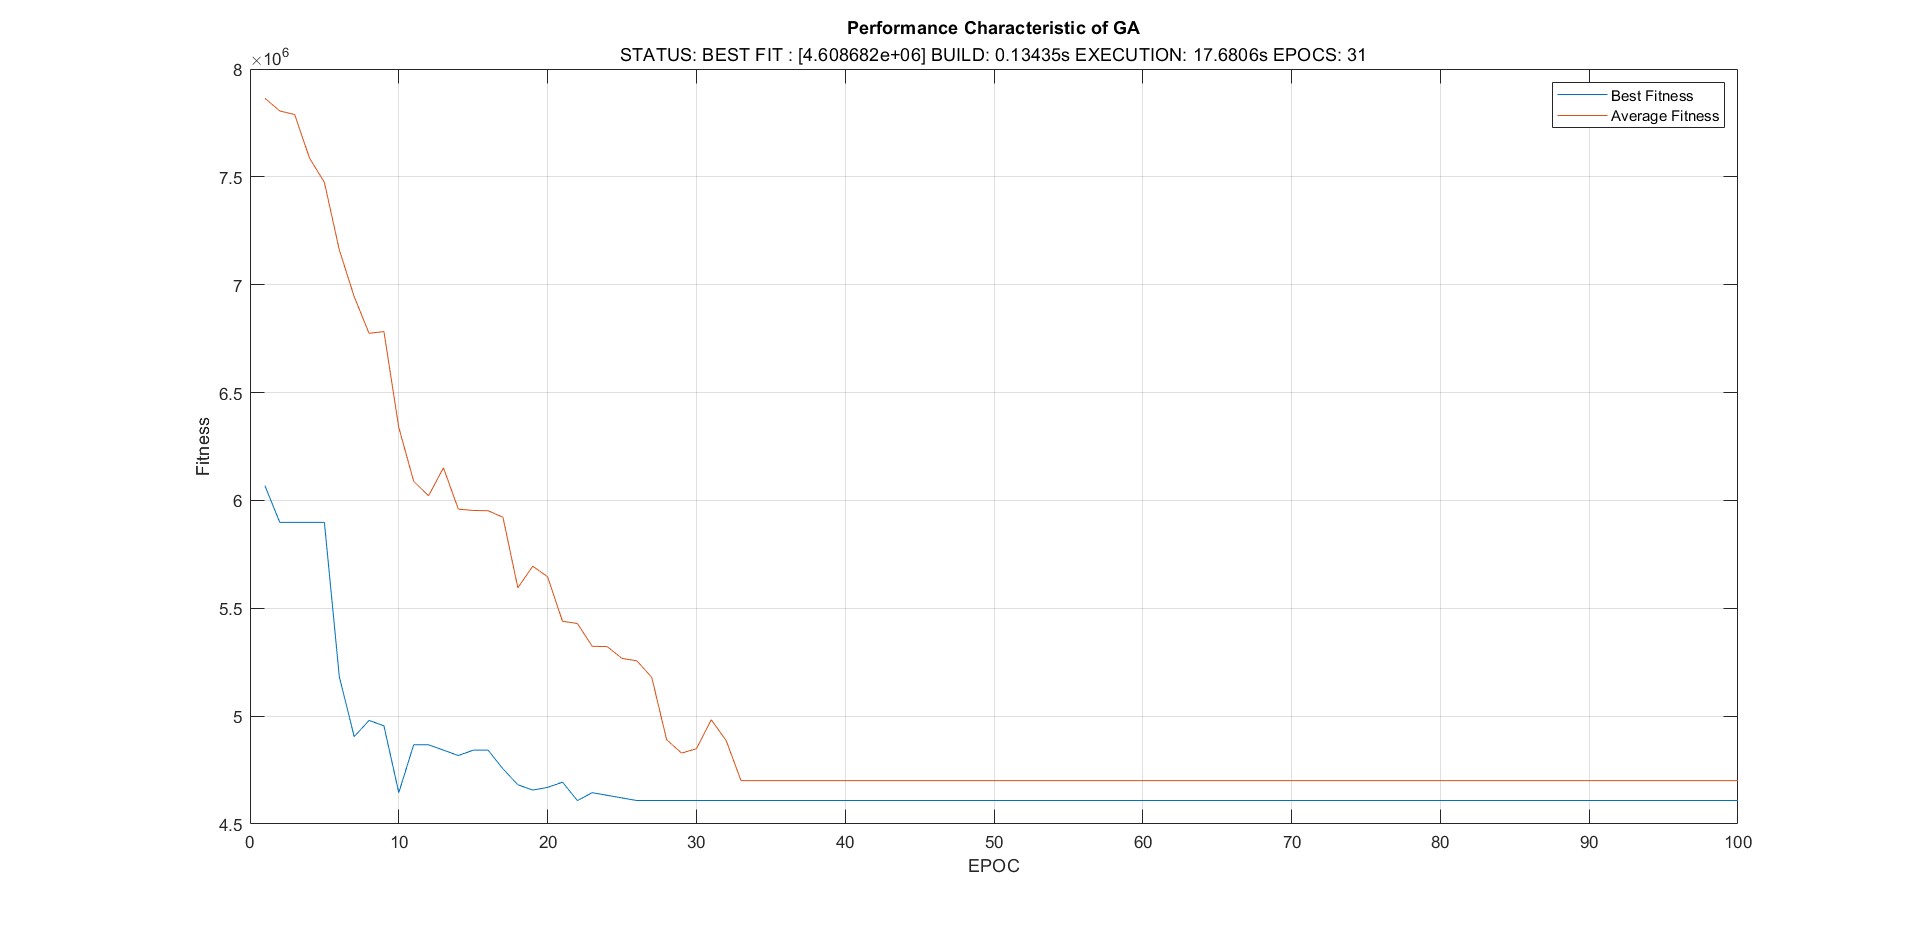 Performance Characteristic of GA
STATUS: BEST FIT : [4.608682e+06] BUILD: 0.13435s EXECUTION: 17.6806s EPOCS: 31
×10⁶
8
7.5
7
6.5
6
5.5
5
4.5
Fitness
Best Fitness
Average Fitness
0 10 20 30 40 50 60 70 80 90 100
EPOC